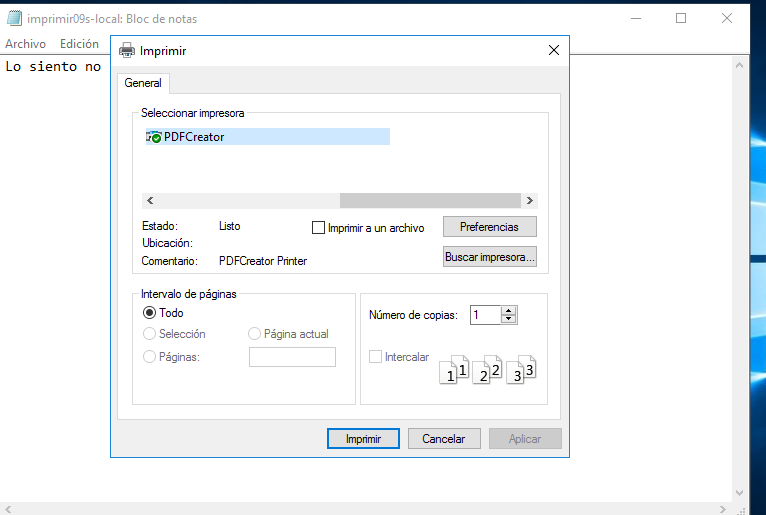 imprimir09s-local: Bloc de notas
Archivo Edición
Lo siento no
Imprimir
General
Seleccionar impresora
PDFCreator
Estado: Listo
Imprimir a un archivo
Preferencias
Ubicación:
Comentario: PDFCreator Printer
Buscar impresora...
Intervalo de páginas
Todo
Selección Página actual
Páginas:
Número de copias: 1
Intercalar
1 1 2 2 3 3
Imprimir Cancelar Aplicar